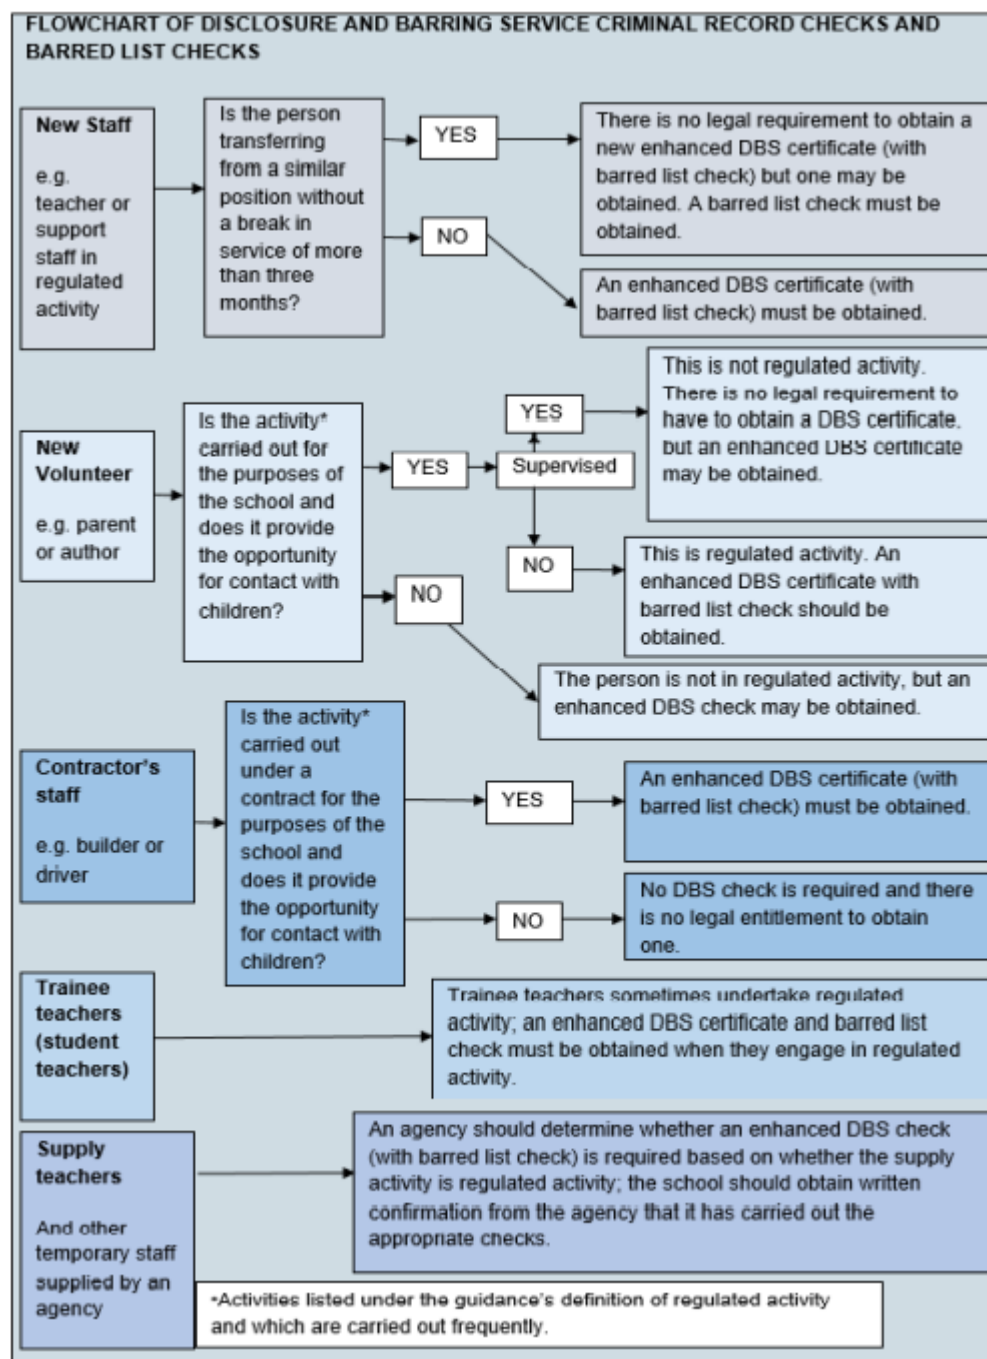 FLOWCHART OF DISCLOSURE AND BARRING SERVICE CRIMINAL RECORD CHECKS AND
BARRED LIST CHECKS
New Staff
e.g.
teacher or
support
staff in
regulated
activity
Is the person
transferring
from a similar
position without
a break in
service of more
than three
months?
YES
There is no legal requirement to obtain a
new enhanced DBS certificate (with
barred list check) but one may be
obtained. A barred list check must be
obtained.
NO
An enhanced DBS certificate (with
barred list check) must be obtained.
New
Volunteer
e.g. parent
or author
Is the activity*
carried out for
the purposes of
the school and
does it provide
the opportunity
for contact with
children?
YES
Supervised
YES
This is not regulated activity.
There is no legal requirement to
have to obtain a DBS certificate,
but an enhanced DBS certificate
may be obtained.
NO
This is regulated activity. An
enhanced DBS certificate with
barred list check should be
obtained.
NO
The person is not in regulated activity, but an
enhanced DBS check may be obtained.
Contractor's
staff
e.g. builder or
driver
Is the activity*
carried out
under a
contract for the
purposes of the
school and
does it provide
the opportunity
for contact with
children?
YES
An enhanced DBS certificate (with
barred list check) must be obtained.
NO
No DBS check is required and there
is no legal entitlement to obtain
one.
Trainee
teachers
(student
teachers)
Trainee teachers sometimes undertake regulated
activity; an enhanced DBS certificate and barred list
check must be obtained when they engage in regulated
activity.
Supply
teachers
And other
temporary staff
supplied by an
agency
An agency should determine whether an enhanced DBS check
(with barred list check) is required based on whether the supply
activity is regulated activity; the school should obtain written
confirmation from the agency that it has carried out the
appropriate checks.
*Activities listed under the guidance's definition of regulated activity
and which are carried out frequently.